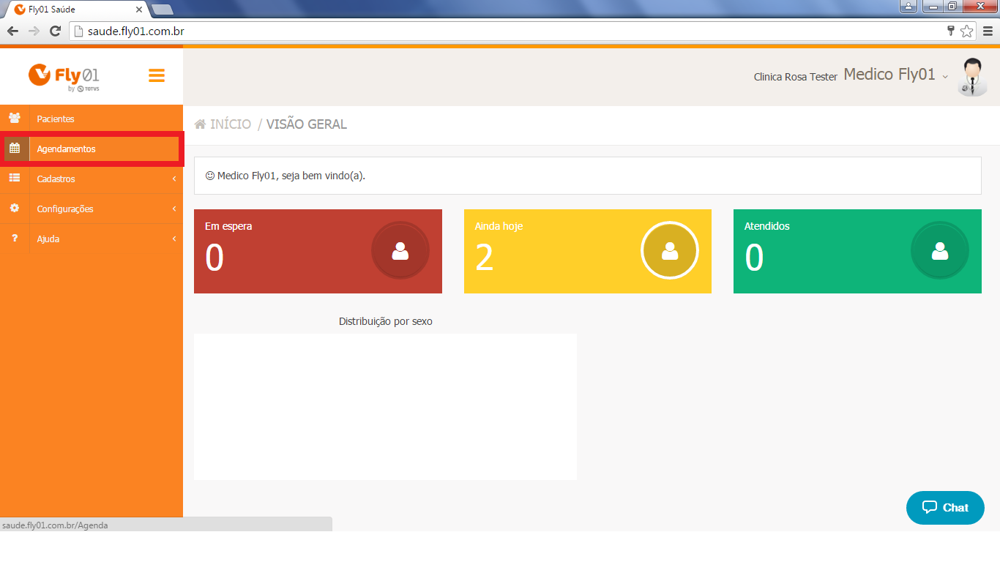 Fly01 Saúde
saude.fly01.com.br
Fly01
by TOTVS
Clinica Rosa Tester Medico Fly01
Pacientes
Agendamentos
Cadastros
Configurações
? Ajuda
INÍCIO / VISÃO GERAL
Medico Fly01, seja bem vindo(a).
Em espera
0
Ainda hoje
2
Atendidos
0
Distribuição por sexo
Chat
saude.fly01.com.br/Agenda